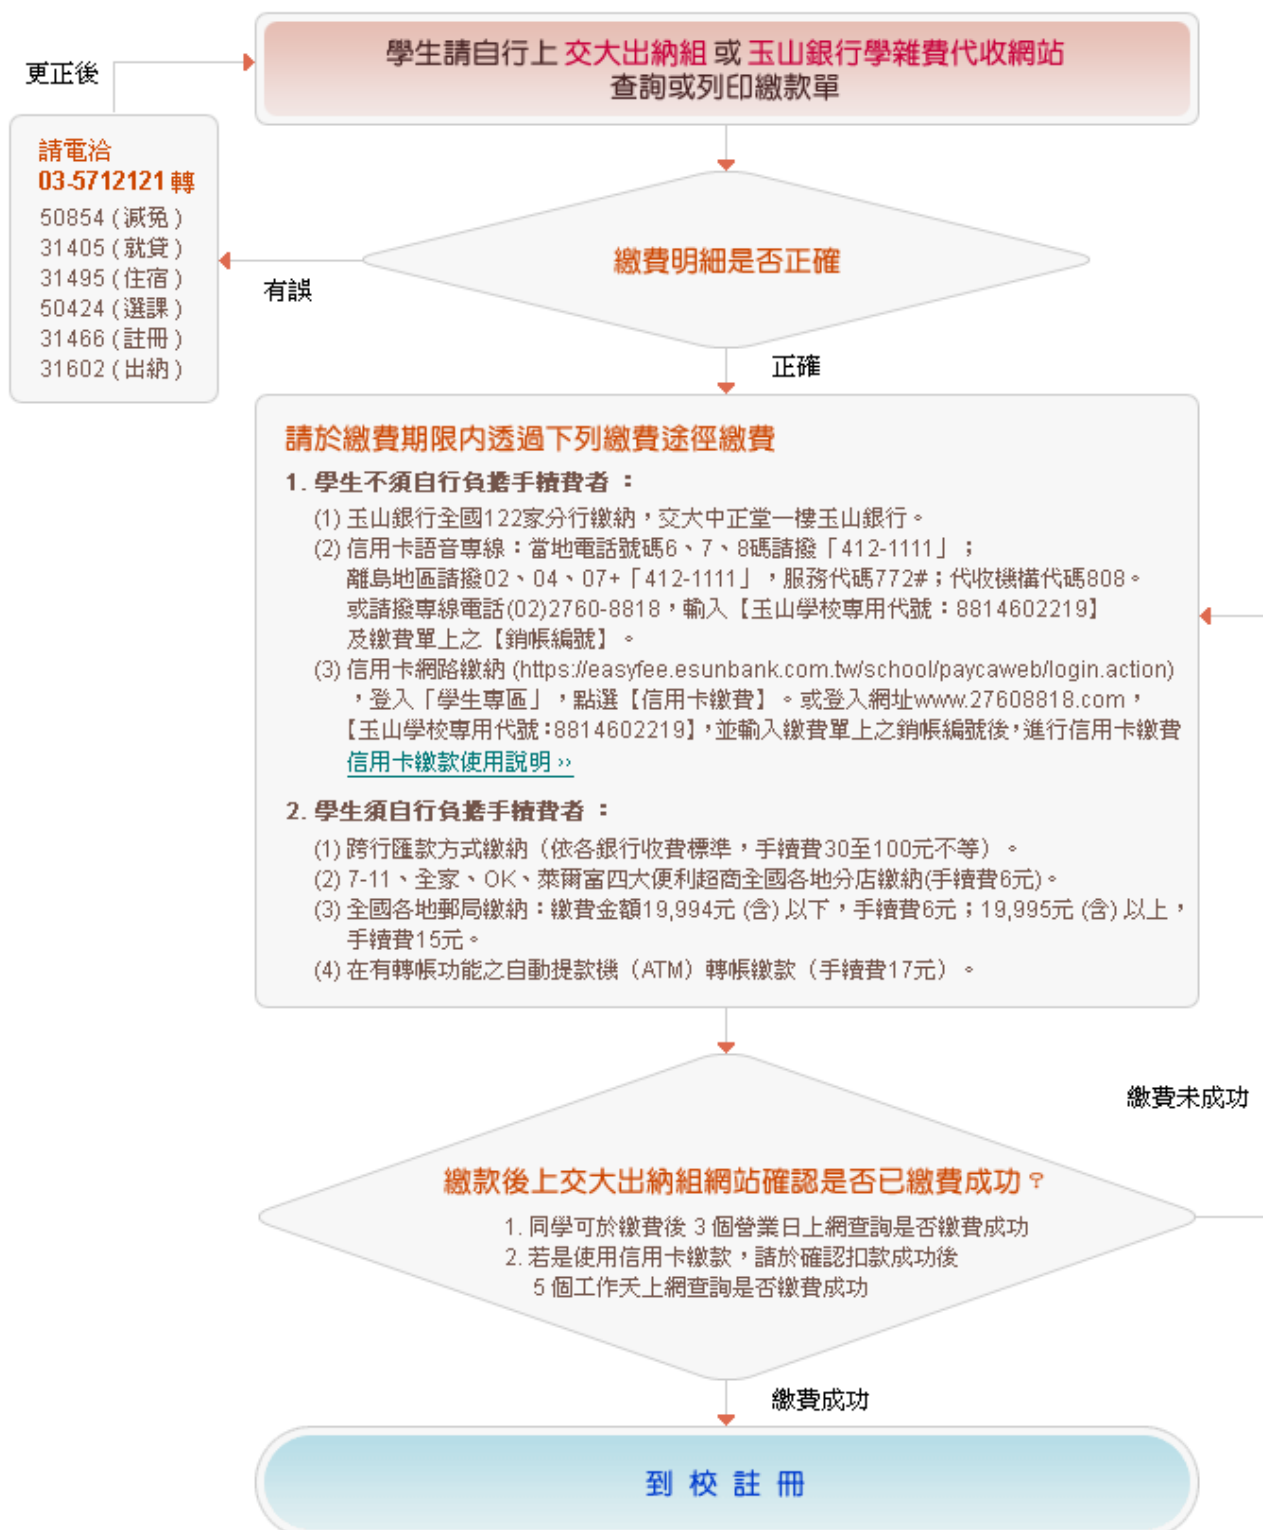 學生請自行上 交大出納組 或 玉山銀行學雜費代收網站
查詢或列印繳款單
更正後
請電洽
03-5712121 轉
50854 ( 減免 )
31405 ( 就貸 )
31495 ( 住宿 )
50424 ( 選課 )
31466 ( 註冊 )
31602 ( 出納 )
繳費明細是否正確
有誤
正確
請於繳費期限內透過下列繳費途徑繳費
1. 學生不須自行負擔手續費者：
(1) 玉山銀行全國122家分行繳納，交大中正堂一樓玉山銀行。
(2) 信用卡語音專線：當地電話號碼6、7、8碼請撥「412-1111」；
離島地區請撥02、04、07+「412-1111」，服務代碼772#；代收機構代碼808。
或請撥專線電話(02)2760-8818，輸入【玉山學校專用代號：8814602219】
及繳費單上之【銷帳編號】。
(3) 信用卡網路繳納 (https://easyfee.esunbank.com.tw/school/paycaweb/login.action)
，登入「學生專區」，點選【信用卡繳費】。或登入網址www.27608818.com，
【玉山學校專用代號：8814602219】，並輸入繳費單上之銷帳編號後，進行信用卡繳費
信用卡繳款使用說明 ››
2. 學生須自行負擔手續費者：
(1) 跨行匯款方式繳納（依各銀行收費標準，手續費30至100元不等）。
(2) 7-11、全家、OK、萊爾富四大便利超商全國各地分店繳納(手續費6元)。
(3) 全國各地郵局繳納：繳費金額19,994元 (含) 以下，手續費6元；19,995元 (含) 以上，
手續費15元。
(4) 在有轉帳功能之自動提款機（ATM）轉帳繳款（手續費17元）。
繳費未成功
繳款後上交大出納組網站確認是否已繳費成功？
1. 同學可於繳費後 3 個營業日上網查詢是否繳費成功
2. 若是使用信用卡繳款，請於確認扣款成功後
5 個工作天上網查詢是否繳費成功
繳費成功
到 校 註 冊